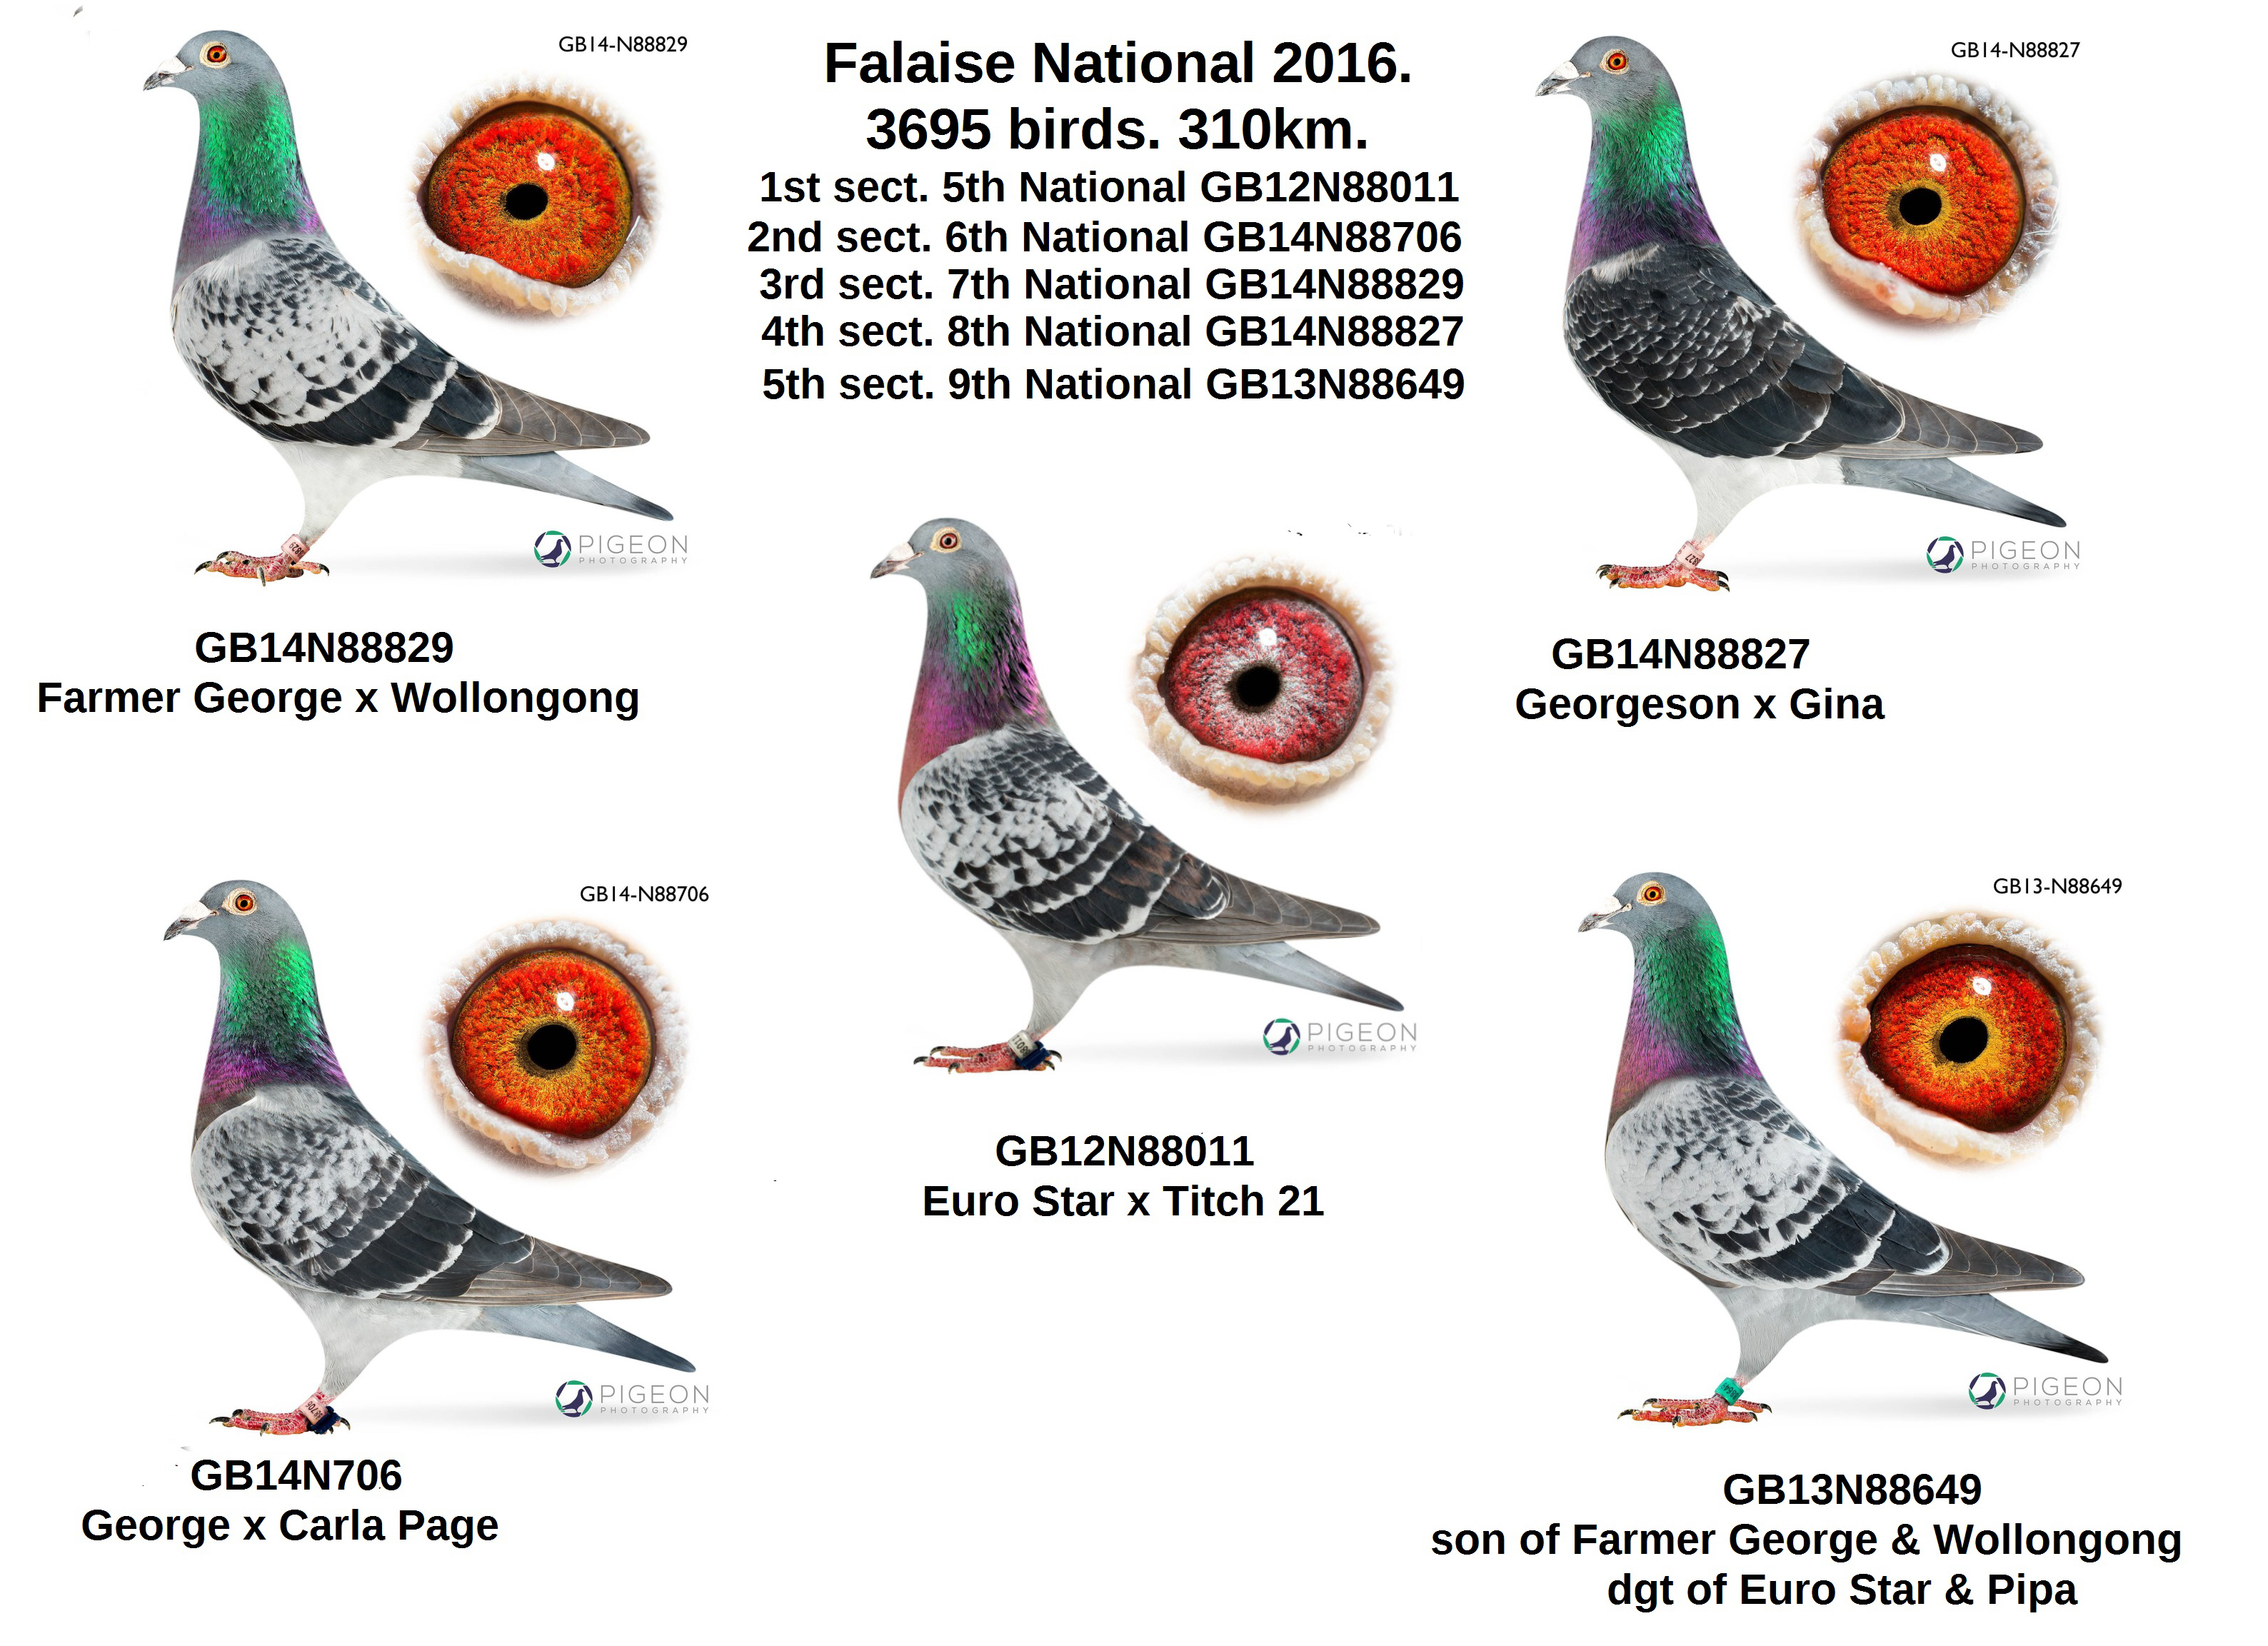 GB14-N88829
Falaise National 2016.
3695 birds. 310km.
1st sect. 5th National GB12N88011
2nd sect. 6th National GB14N88706
3rd sect. 7th National GB14N88829
4th sect. 8th National GB14N88827
5th sect. 9th National GB13N88649
GB14-N88827
PIGEON
PHOTOGRAPHY
PIGEON
PHOTOGRAPHY
GB14N88829
Farmer George x Wollongong
GB14N88827
Georgeson x Gina
GB14-N88706
GB13-N88649
PIGEON
PHOTOGRAPHY
GB12N88011
Euro Star x Titch 21
PIGEON
PHOTOGRAPHY
PIGEON
PHOTOGRAPHY
GB14N706
George x Carla Page
GB13N88649
son of Farmer George & Wollongong
dgt of Euro Star & Pipa